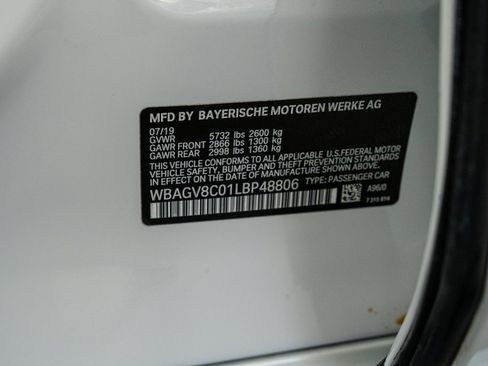 MFD BY BAYERISCHE MOTOREN WERKE AG
07/19
GVWR 5732 lbs 2600 kg
GAWR FRONT 2866 lbs 1300 kg
GAWR REAR 2998 lbs 1360 kg
THIS VEHICLE CONFORMS TO ALL APPLICABLE U.S.FEDERAL MOTOR
VEHICLE SAFETY, BUMPER AND THEFT PREVENTION STANDARDS IN
EFFECT ON THE DATE OF MANUFACTURE SHOWN ABOVE.
WBAGV8C01LBP48806 TYPE: PASSENGER CAR
A96/0